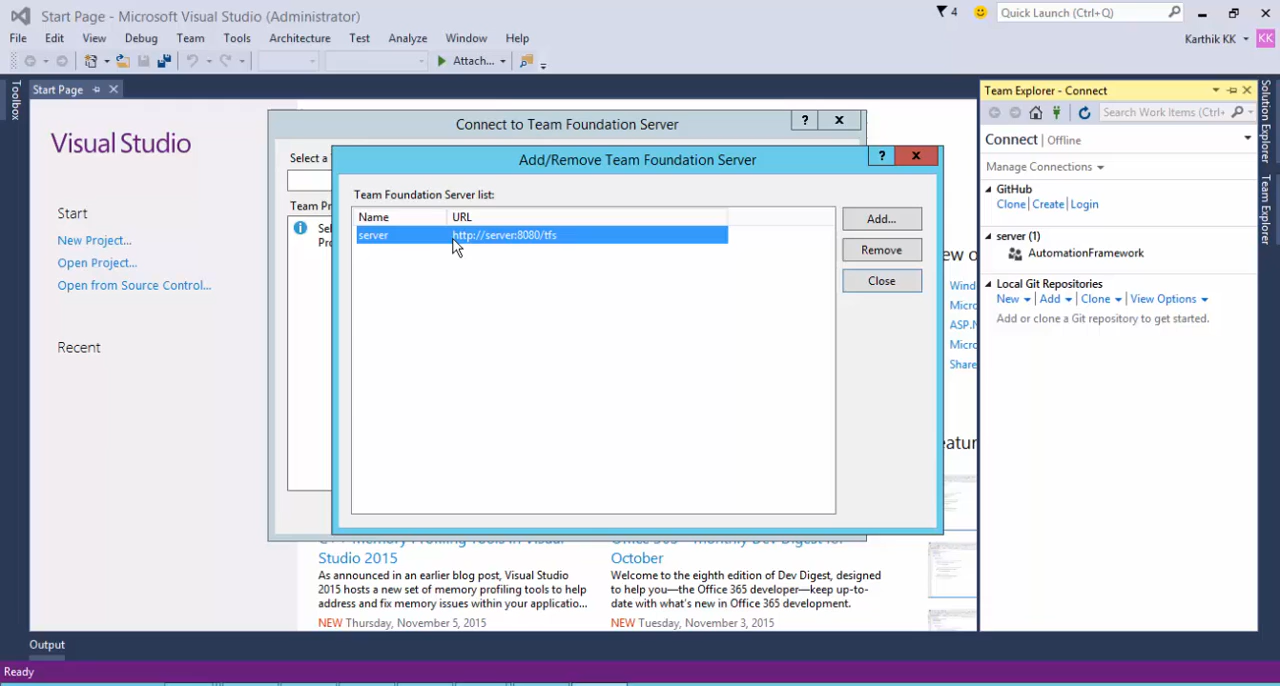 Start Page - Microsoft Visual Studio (Administrator)
4
Quick Launch (Ctrl+Q)
File Edit View Debug Team Tools Architecture Test Analyze Window Help
Karthik KK
KK
Attach...
Toolbox
Start Page
Visual Studio
Start
New Project...
Open Project...
Open from Source Control...
Recent
Connect to Team Foundation Server
?
Select a
Team Pr
Add/Remove Team Foundation Server
?
Team Foundation Server list:
Name URL
server http://server:8080/tfs
Add...
Remove
Close
Studio 2015
As announced in an earlier blog post, Visual Studio
2015 hosts a new set of memory profiling tools to help
address and fix memory issues within your applicatio...
NEW Thursday, November 5, 2015
October
Welcome to the eighth edition of Dev Digest, designed
to help you—the Office 365 developer—keep up-to-
date with what's new in Office 365 development.
NEW Tuesday, November 3, 2015
Team Explorer - Connect
Search Work Items (Ctrl+
Connect | Offline
Manage Connections
GitHub
Clone Create Login
server (1)
AutomationFramework
Local Git Repositories
New Add Clone View Options
Add or clone a Git repository to get started.
Solution Explorer
Team Explorer
Output
Ready